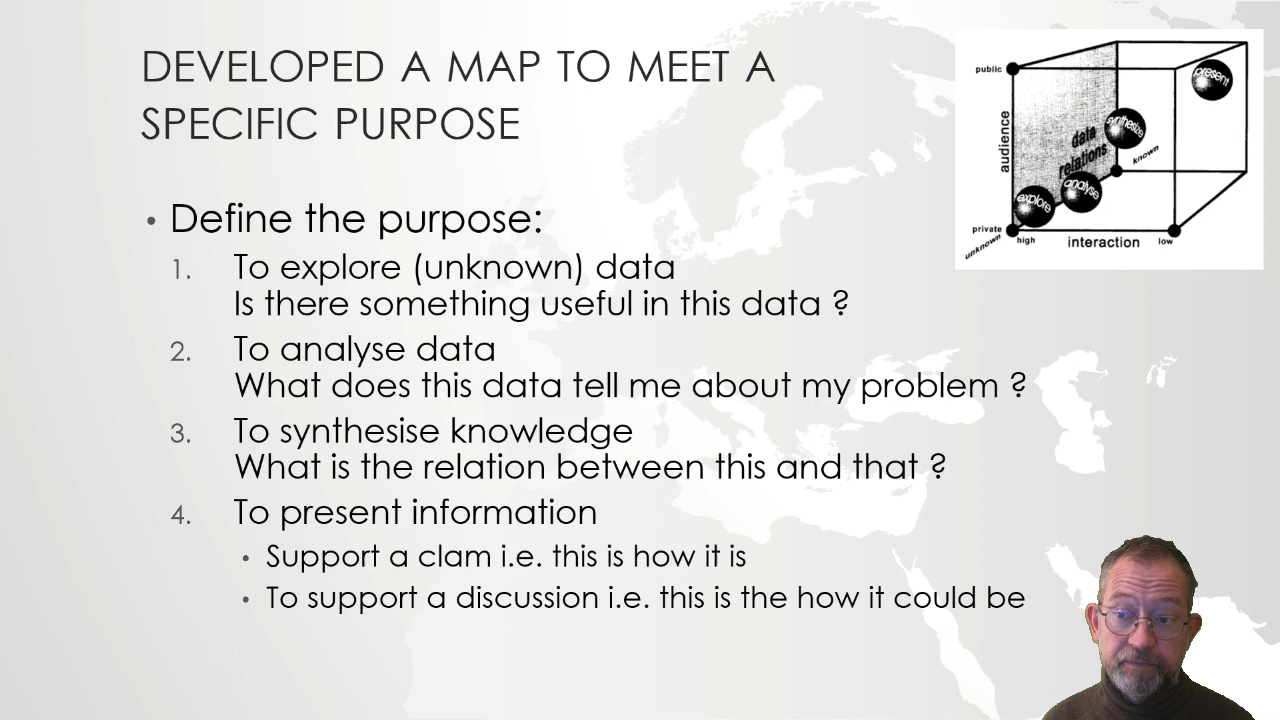 DEVELOPED A MAP TO MEET A
SPECIFIC PURPOSE
• Define the purpose:
1. To explore (unknown) data
Is there something useful in this data ?
2. To analyse data
What does this data tell me about my problem ?
3. To synthesise knowledge
What is the relation between this and that ?
4. To present information
• Support a clam i.e. this is how it is
• To support a discussion i.e. this is the how it could be
public
present
audience
synthesize
data
relations
known
analyse
explore
private
unknown
high
interaction
low